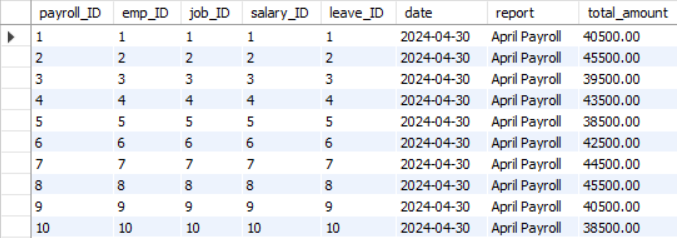 payroll_ID emp_ID job_ID salary_ID leave_ID date report total_amount
1 1 1 1 1 2024-04-30 April Payroll 40500.00
2 2 2 2 2 2024-04-30 April Payroll 45500.00
3 3 3 3 3 2024-04-30 April Payroll 39500.00
4 4 4 4 4 2024-04-30 April Payroll 43500.00
5 5 5 5 5 2024-04-30 April Payroll 38500.00
6 6 6 6 6 2024-04-30 April Payroll 42500.00
7 7 7 7 7 2024-04-30 April Payroll 44500.00
8 8 8 8 8 2024-04-30 April Payroll 45500.00
9 9 9 9 9 2024-04-30 April Payroll 40500.00
10 10 10 10 10 2024-04-30 April Payroll 38500.00